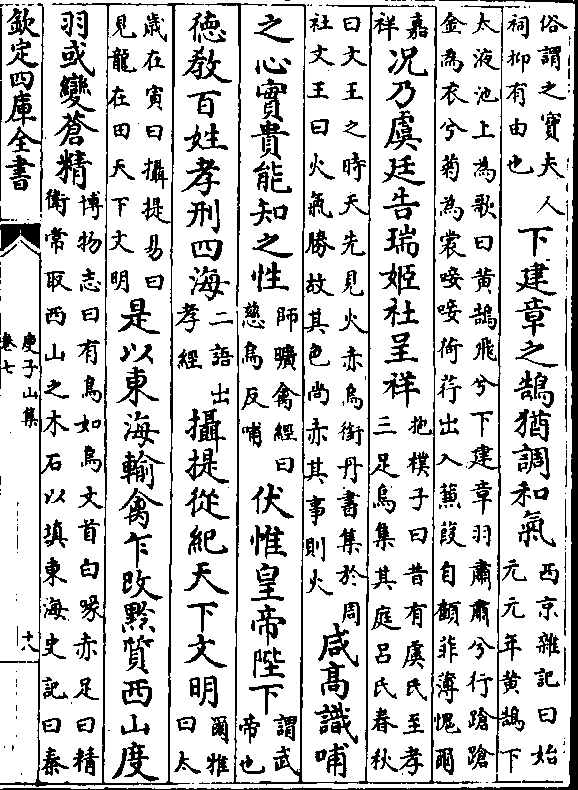 俗謂之寳夫人
祠抑有由也
下建章之鵠猶調和氣
西京雜記曰始
元元年黄鵠下
太液池上為歌曰黄鵠飛兮下建章羽肅肅兮行蹌蹌
金為衣兮菊為裳唼唼荷荇出入蒹葭自顧菲薄愧爾
嘉
祥
况乃虞廷告瑞姬社呈祥
抱樸子曰昔有虞氏至孝
三足烏集其庭吕氏春秋
曰文王之時天先見火赤烏銜丹書集於周
社文王曰火氣勝故其色尚赤其事則火
咸髙識哺
之心實貴能知之性
師曠禽經曰
慈烏反哺
伏惟皇帝陛下
謂武
帝也
徳敎百姓孝刑四海
二語出
孝經
攝提從紀天下文明
爾雅
曰太
歳在寅曰攝提易曰
見龍在田天下文明
是以東海輸禽乍改黔質西山度
羽或變蒼精
博物志曰有鳥如烏文首白喙赤足曰精
衛常取西山之木石以填東海史記曰秦
欽定四庫全書
庾子山集
卷七
十八